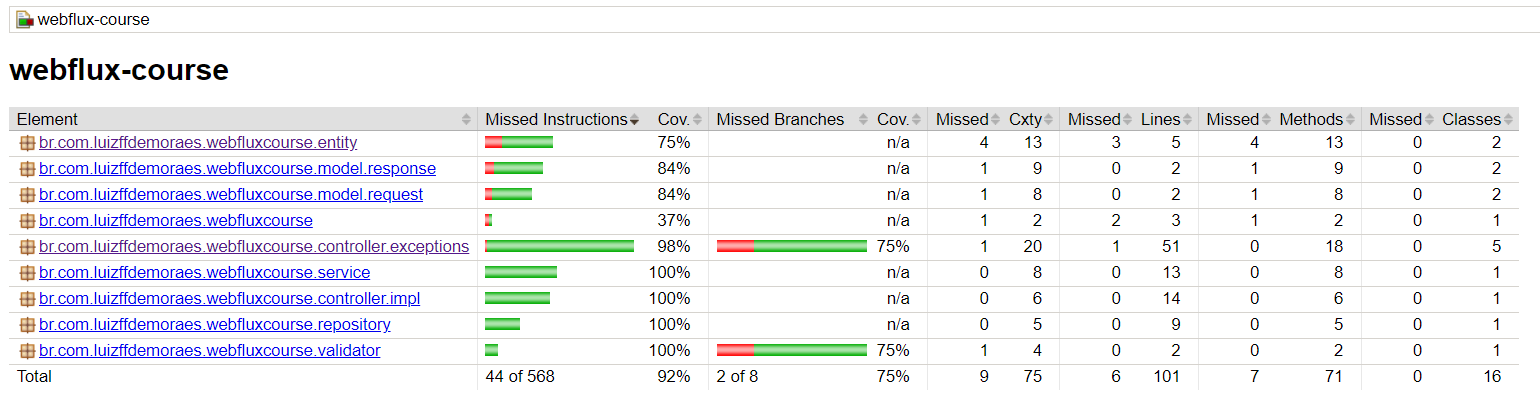 webflux-course
webflux-course
Element Missed Instructions Cov. Missed Branches Cov. Missed Cxty Missed Lines Missed Methods Missed Classes
br.com.luizffdemoraes.webfluxcourse.entity 75% n/a 4 13 3 5 4 13 0 2
br.com.luizffdemoraes.webfluxcourse.model.response 84% n/a 1 9 0 2 1 9 0 2
br.com.luizffdemoraes.webfluxcourse.model.request 84% n/a 1 8 0 2 1 8 0 2
br.com.luizffdemoraes.webfluxcourse 37% n/a 1 2 2 3 1 2 0 1
br.com.luizffdemoraes.webfluxcourse.controller.exceptions 98% 75% 1 20 1 51 0 18 0 5
br.com.luizffdemoraes.webfluxcourse.service 100% n/a 0 8 0 13 0 8 0 1
br.com.luizffdemoraes.webfluxcourse.controller.impl 100% n/a 0 6 0 14 0 6 0 1
br.com.luizffdemoraes.webfluxcourse.repository 100% n/a 0 5 0 9 0 5 0 1
br.com.luizffdemoraes.webfluxcourse.validator 100% 75% 1 4 0 2 0 2 0 1
Total 44 of 568 92% 2 of 8 75% 9 75 6 101 7 71 0 16